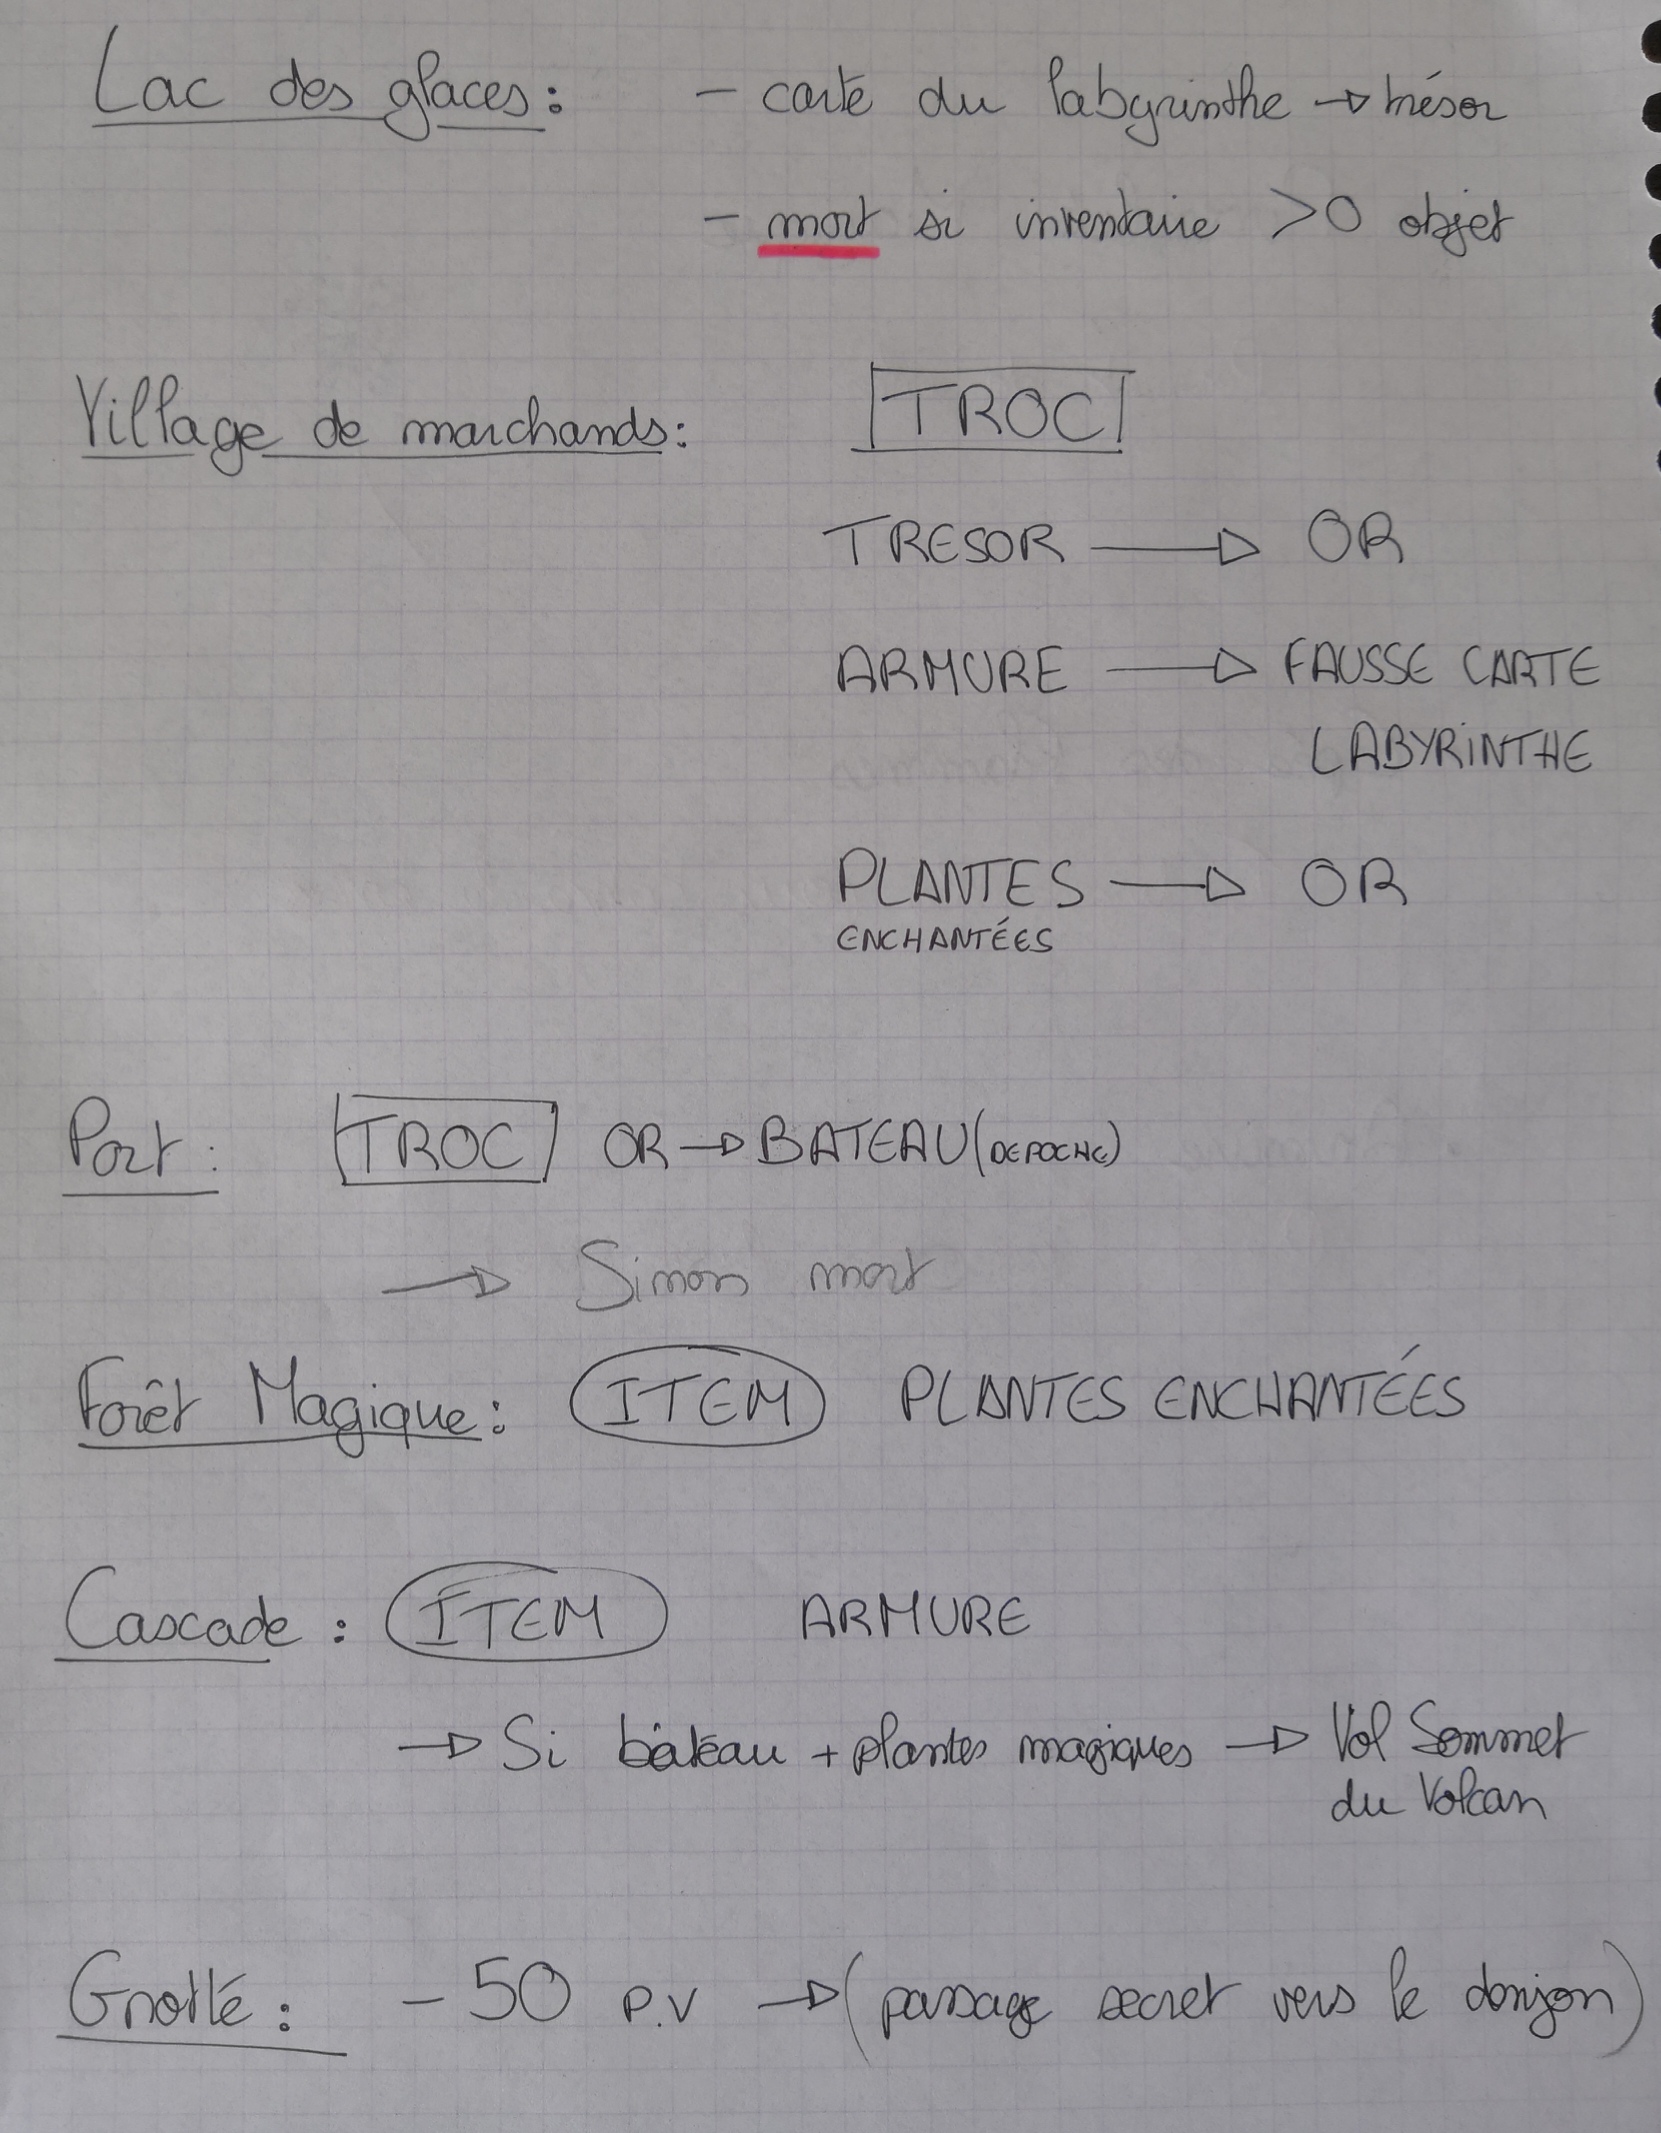 Lac des glaces : - carte du labyrinthe → trésor
- mort si inventaire >0 objet
Village de marchands : TROC
TRESOR → OR
ARMURE → FAUSSE CARTE
LABYRINTHE
PLANTES → OR
ENCHANTÉES
Port : TROC OR → BATEAU (DE POCHE)
→ Sinon mort
Forêt Magique : ITEM PLANTES ENCHANTÉES
Cascade : ITEM ARMURE
→ Si bâteau + plantes magiques → Vol Sommet
du Volcan
Grotte : - 50 P.V → (passage secret vers le donjon)